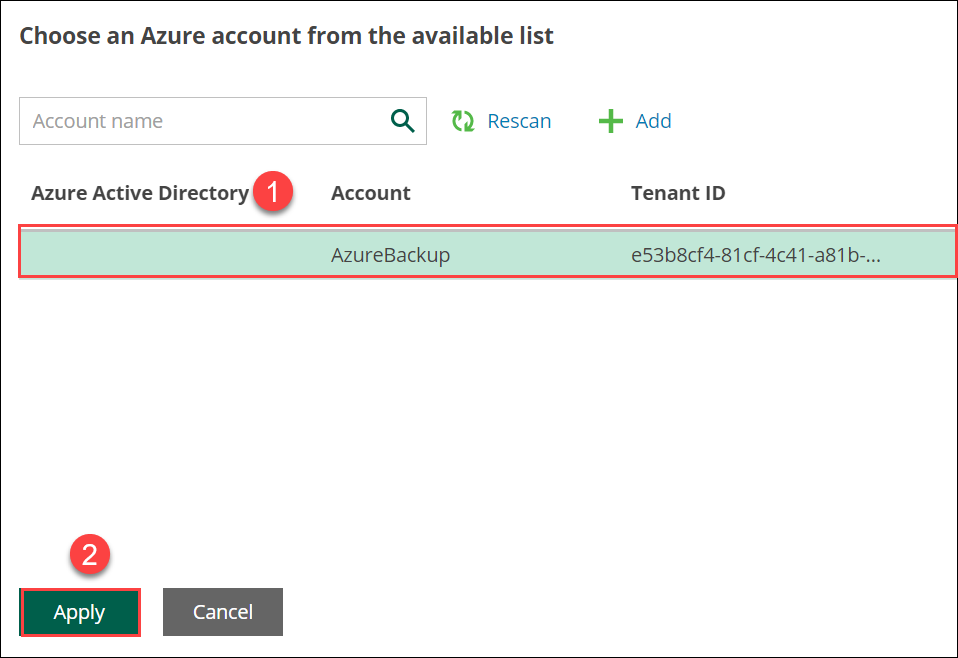 Choose an Azure account from the available list
Account name Rescan Add
Azure Active Directory 1 Account Tenant ID
AzureBackup e53b8cf4-81cf-4c41-a81b-...
2
Apply Cancel